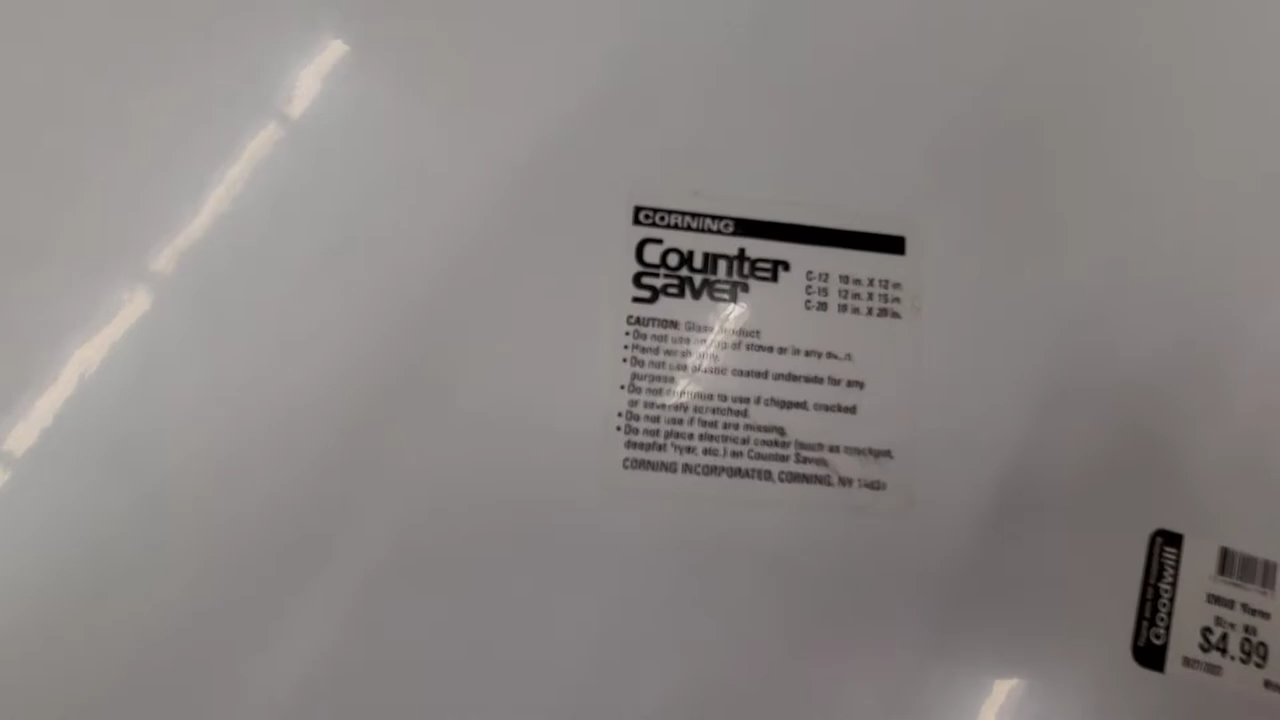 CORNING
Counter
Saver
C-12 10 in. X 12 in.
C-15 12 in. X 15 in.
C-20 in. X 20 in.
CAUTION: Glass product
• Do not use on top of stove or in any oven.
• Hand wash only.
• Do not use plastic coated underside for any
purpose.
• Do not continue to use if chipped, cracked
or severely scratched.
• Do not use if feet are missing.
• Do not place electrical cooker (such as crockpot,
deepfat fryer, etc.) on Counter Saver.
CORNING INCORPORATED, CORNING, NY
Goodwill
$4.99